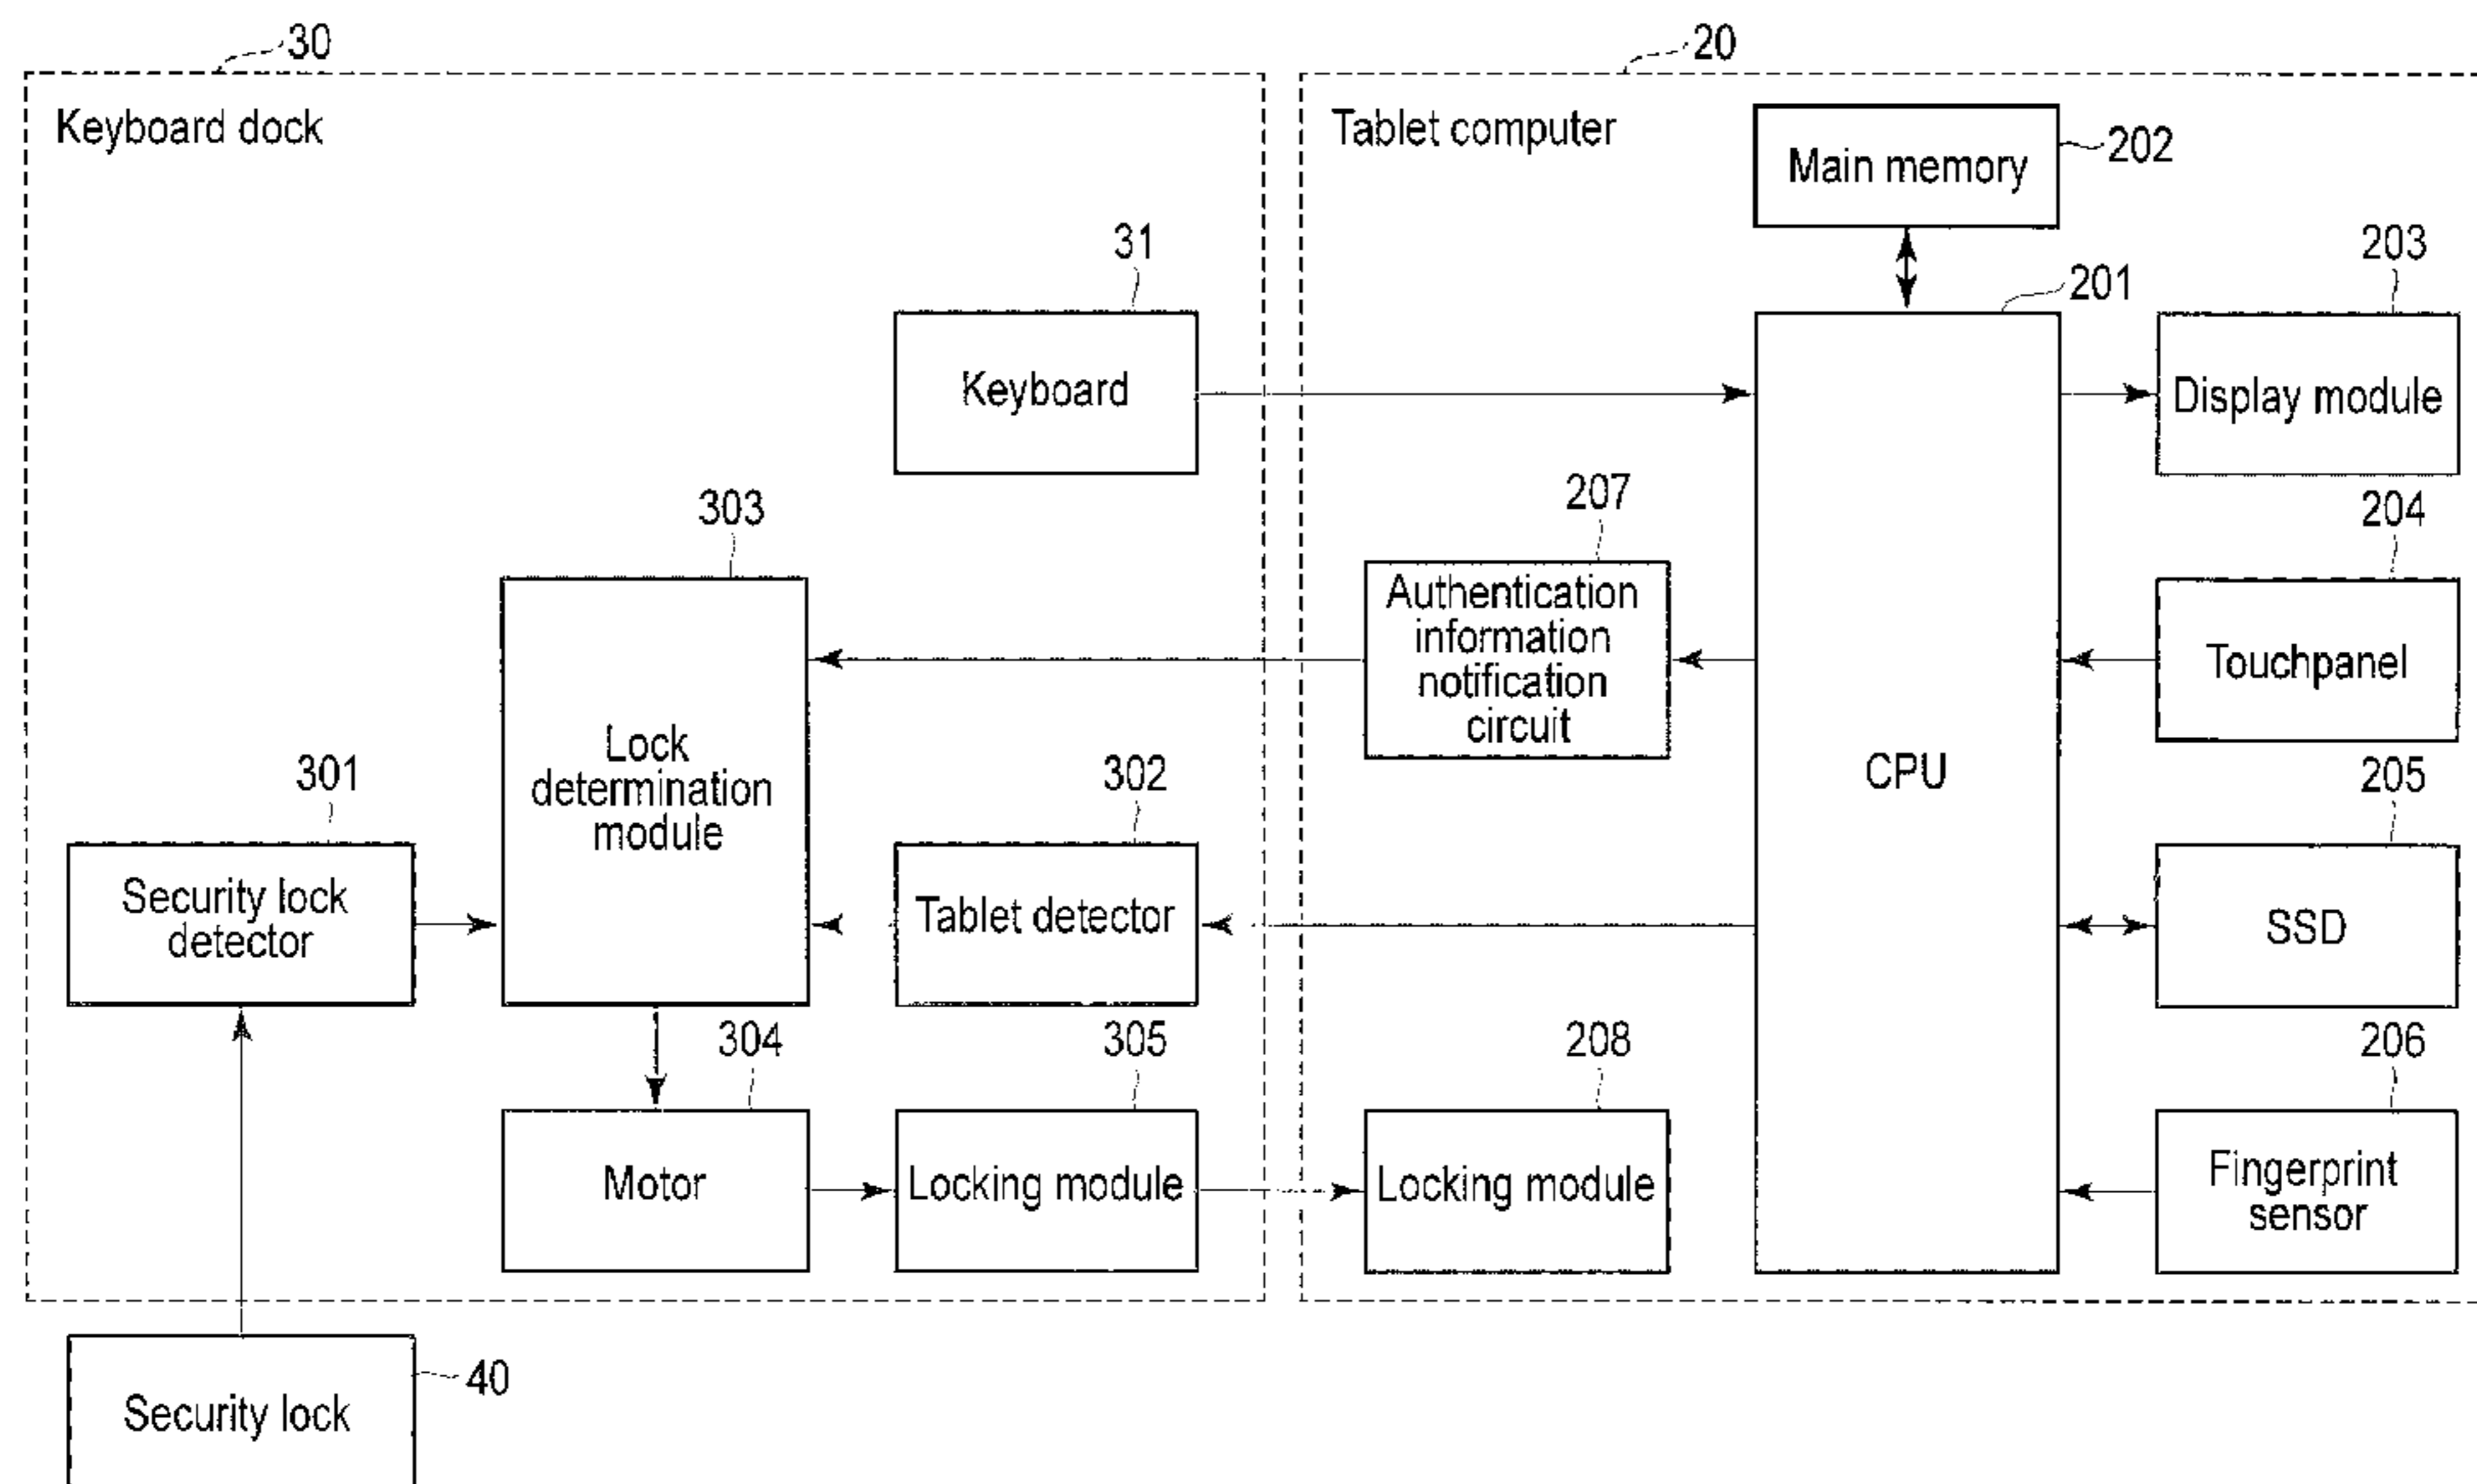 30
20
Keyboard dock
Tablet computer
Main memory
202
31
201
203
Keyboard
Display module
303
207
204
Authentication
information
notification
circuit
Touchpanel
Lock
determination
module
CPU
301
302
205
Security lock
detector
Tablet detector
SSD
304
305
208
206
Motor
Locking module
Locking module
Fingerprint
sensor
40
Security lock